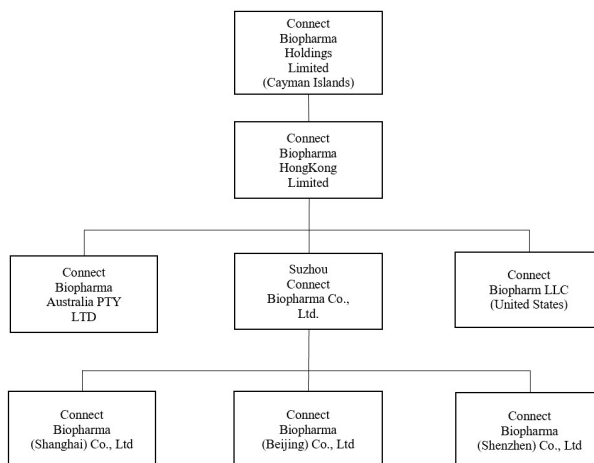 Connect
Biopharma
Holdings
Limited
(Cayman Islands)
Connect
Biopharma
HongKong
Limited
Connect
Biopharma
Australia PTY
LTD
Suzhou
Connect
Biopharma Co.,
Ltd.
Connect
Biopharm LLC
(United States)
Connect
Biopharma
(Shanghai) Co., Ltd
Connect
Biopharma
(Beijing) Co., Ltd
Connect
Biopharma
(Shenzhen) Co., Ltd